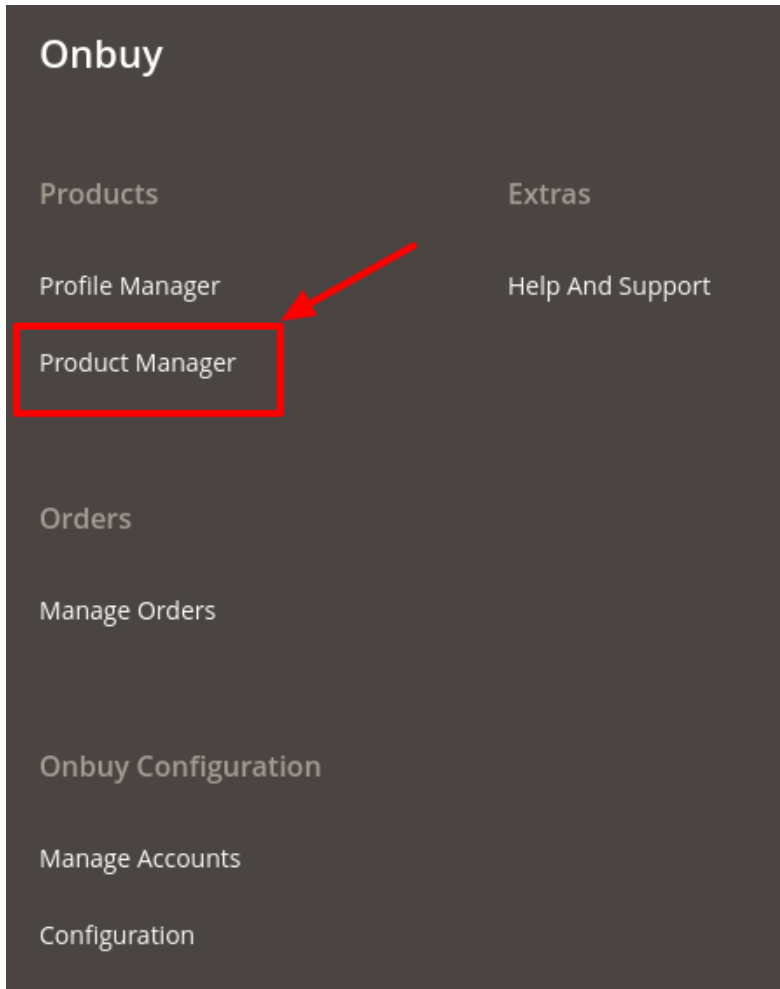 Onbuy
Products
Profile Manager
Product Manager
Orders
Manage Orders
Onbuy Configuration
Manage Accounts
Configuration
Extras
Help And Support